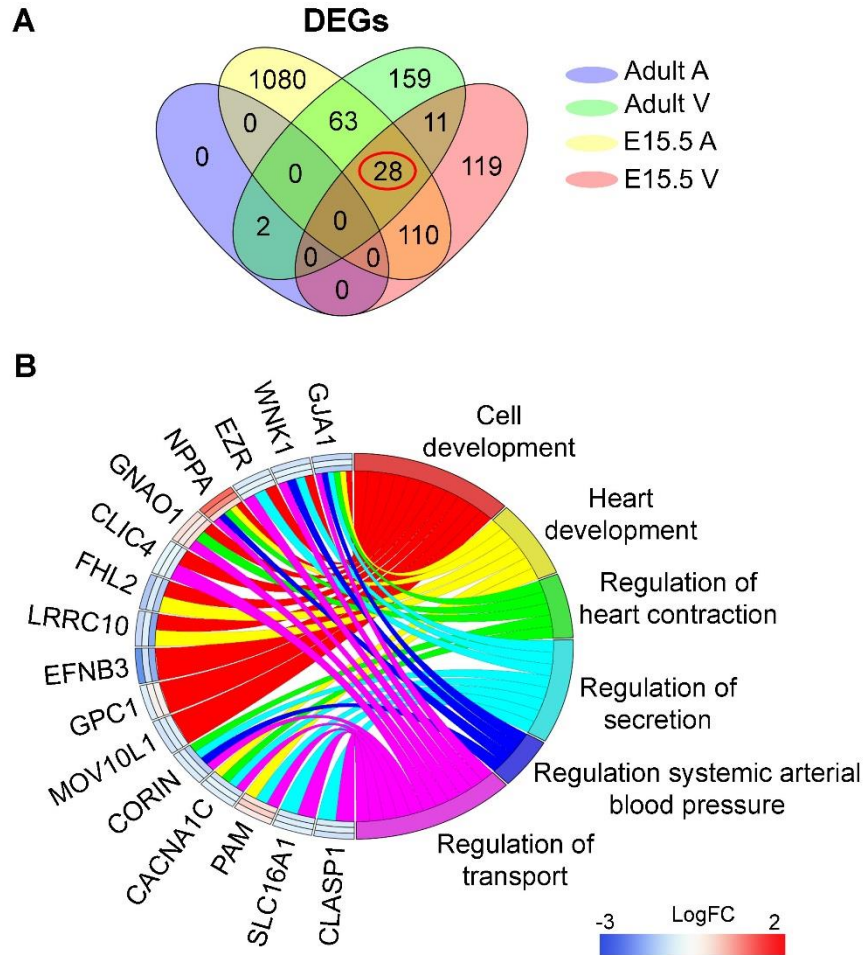 A
DEGs
1080
159
0
63
11
0
0
28
119
2
0
110
0
0
0
Adult A
Adult V
E15.5 A
E15.5 V
B
GJA1
WNK1
EZR
NPPA
GNAO1
CLIC4
FHL2
LRRC10
EFNB3
GPC1
MOV10L1
CORIN
CACNA1C
PAM
SLC16A1
CLASP1
Cell
development
Heart
development
Regulation of
heart contraction
Regulation of
secretion
Regulation systemic arterial
blood pressure
Regulation of
transport
-3
LogFC
2